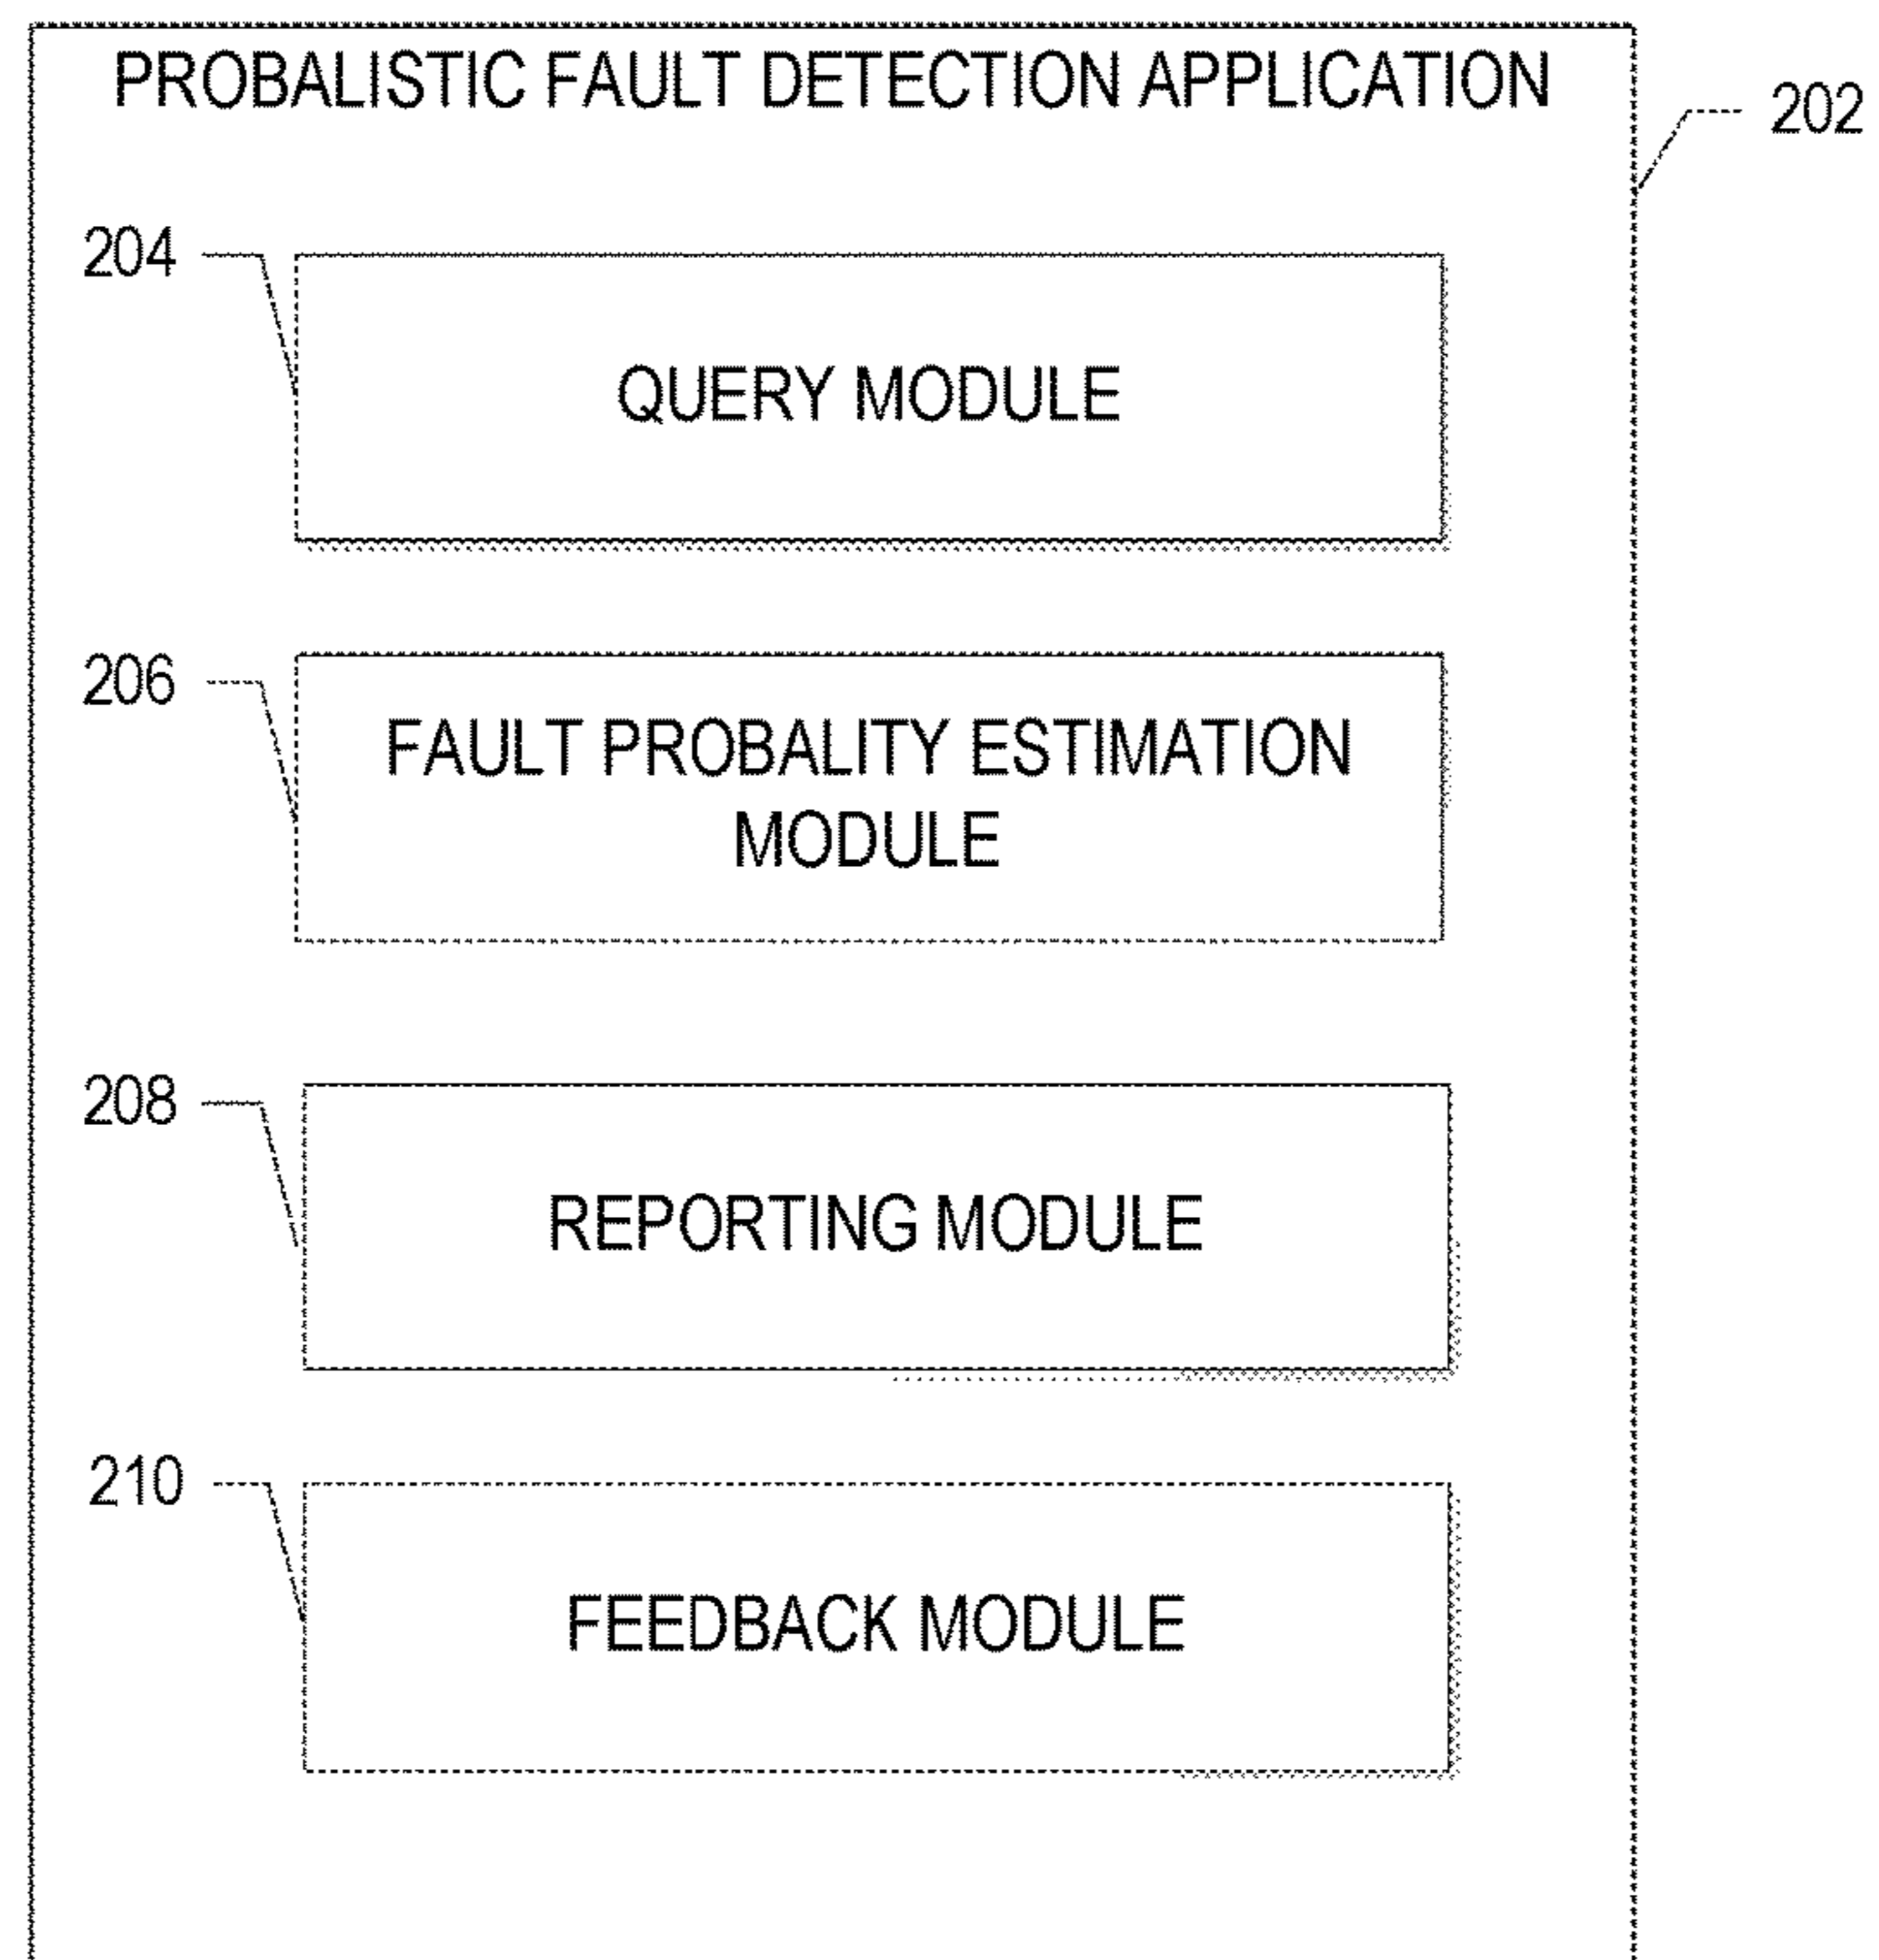 PROBALISTIC FAULT DETECTION APPLICATION
202
204
QUERY MODULE
206
FAULT PROBALITY ESTIMATION
MODULE
208
REPORTING MODULE
210
FEEDBACK MODULE